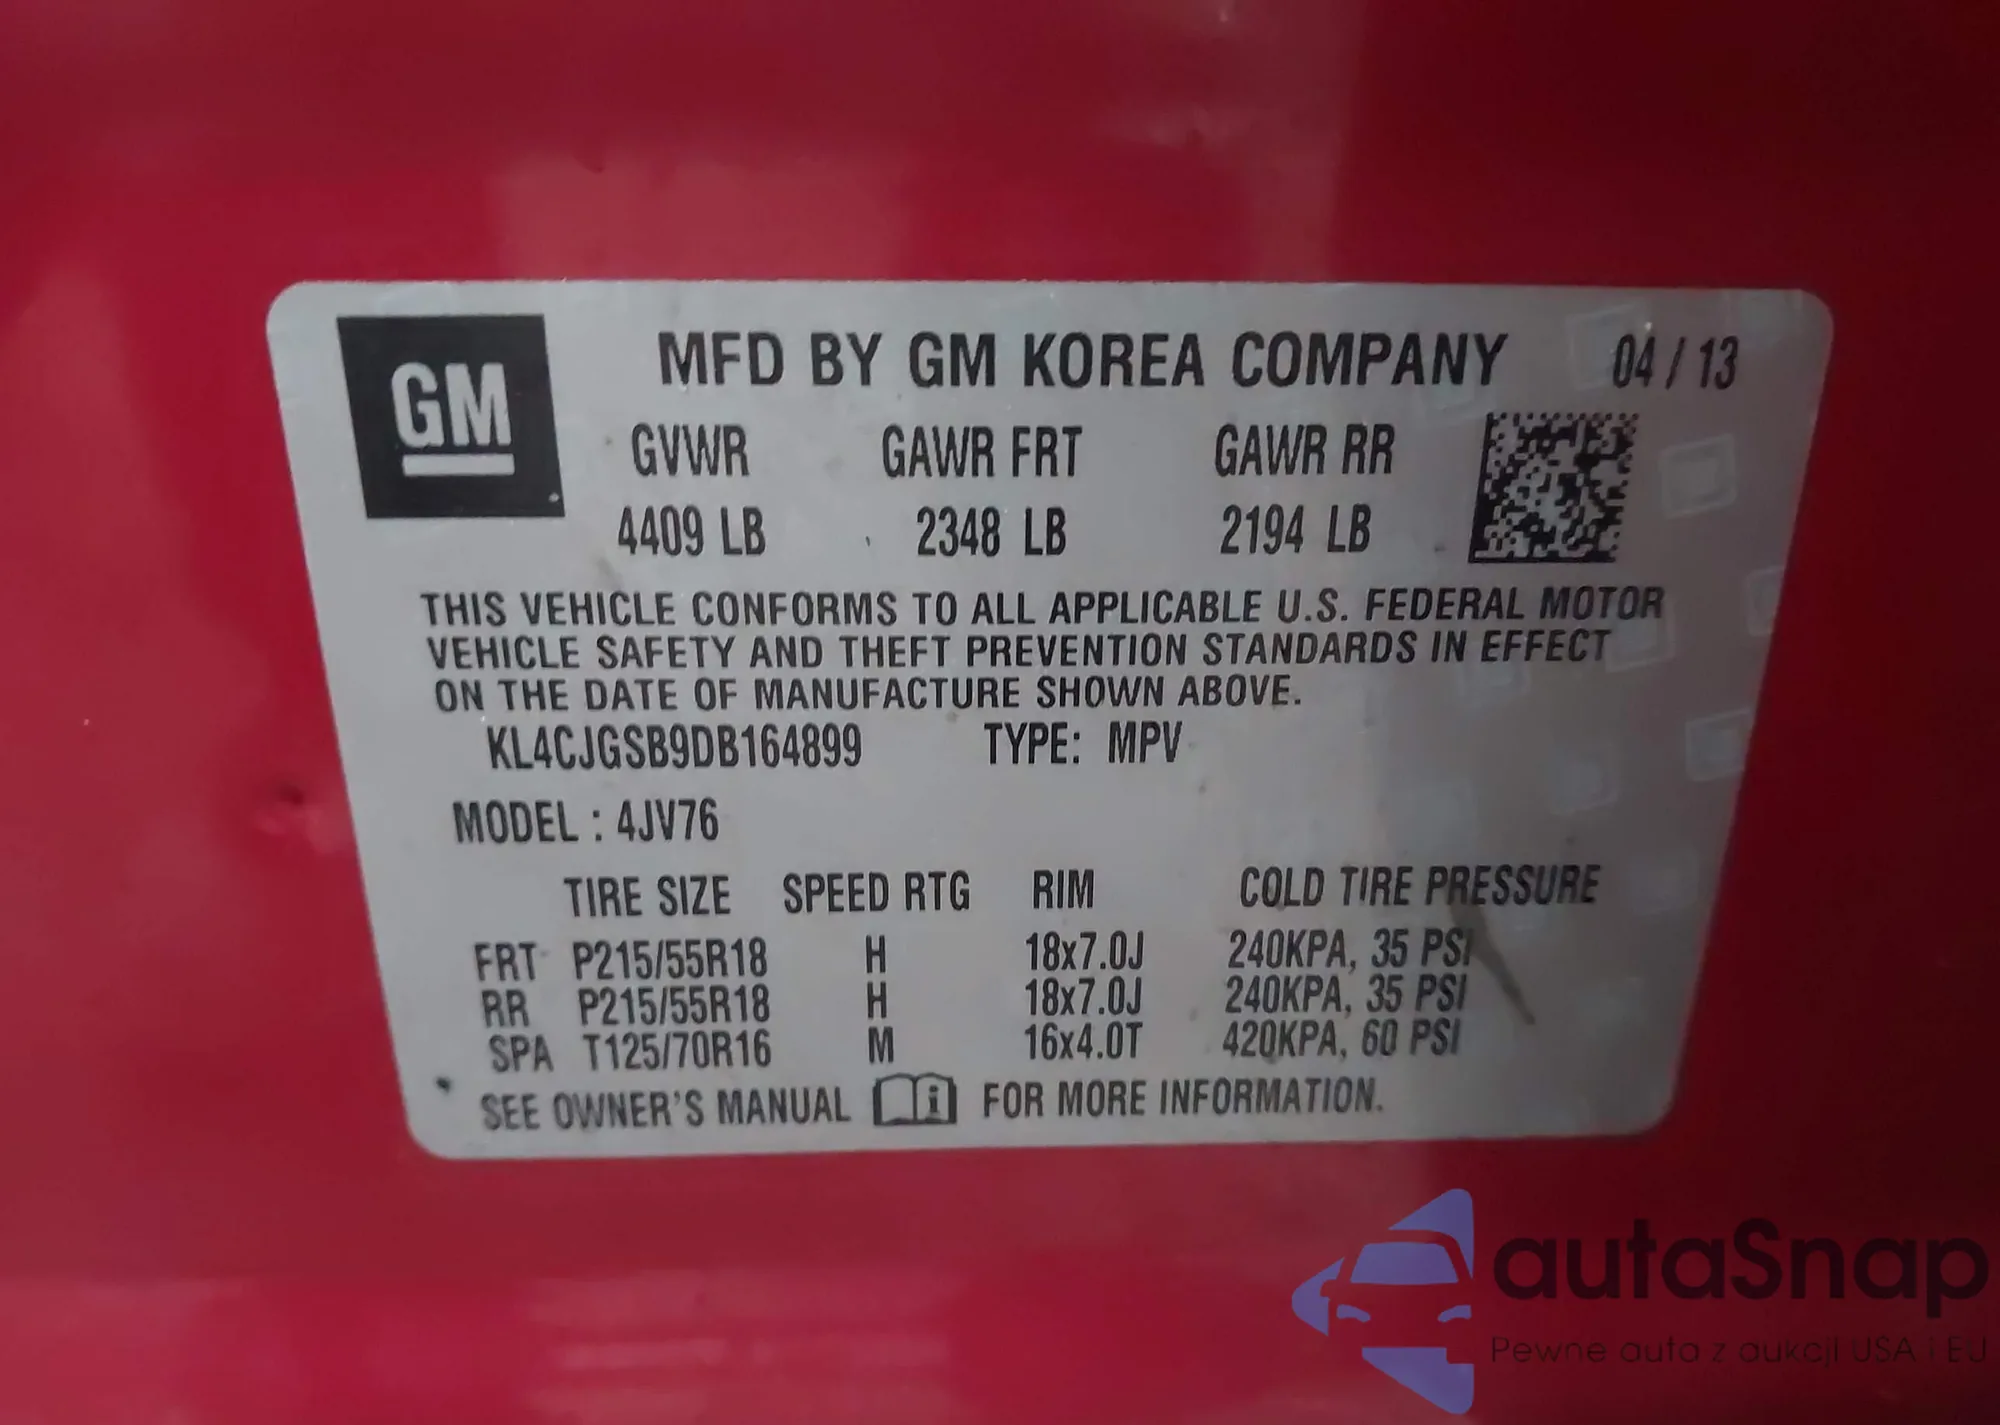 GM
MFD BY GM KOREA COMPANY 04 / 13
GVWR GAWR FRT GAWR RR
4409 LB 2348 LB 2194 LB
THIS VEHICLE CONFORMS TO ALL APPLICABLE U.S. FEDERAL MOTOR
VEHICLE SAFETY AND THEFT PREVENTION STANDARDS IN EFFECT
ON THE DATE OF MANUFACTURE SHOWN ABOVE.
KL4CJGSB9DB164899 TYPE: MPV
MODEL : 4JV76
TIRE SIZE SPEED RTG RIM COLD TIRE PRESSURE
FRT P215/55R18 H 18x7.0J 240KPA, 35 PSI
RR P215/55R18 H 18x7.0J 240KPA, 35 PSI
SPA T125/70R16 M 16x4.0T 420KPA, 60 PSI
SEE OWNER'S MANUAL i FOR MORE INFORMATION.
autaSnap
Pewne auta z aukcji USA i EU